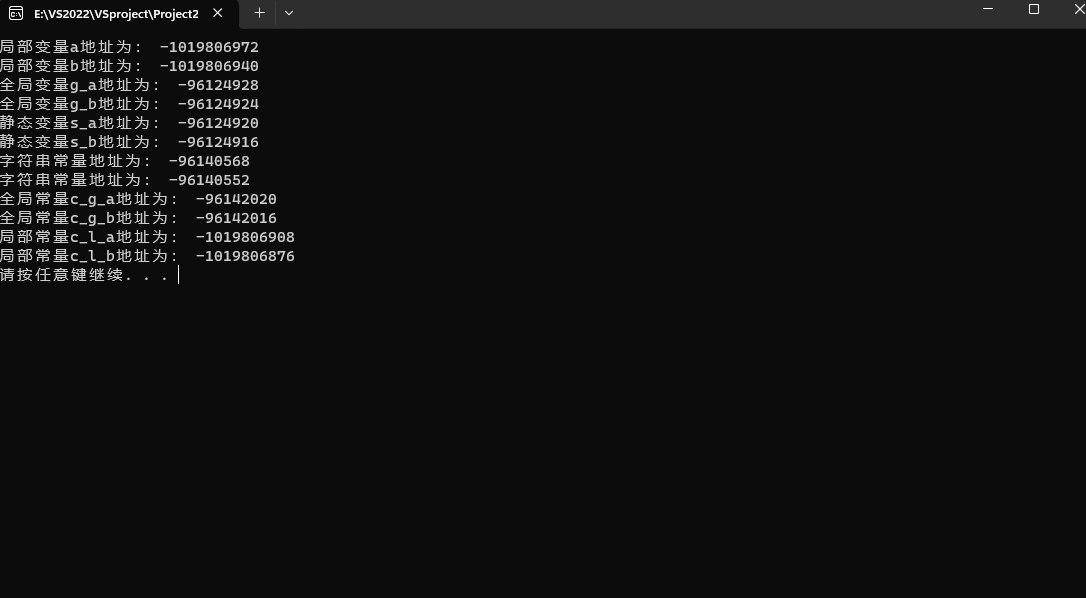 E:\VS2022\VSproject\Project2
局部变量a地址为: -1019806972
局部变量b地址为: -1019806940
全局变量g_a地址为: -96124928
全局变量g_b地址为: -96124924
静态变量s_a地址为: -96124920
静态变量s_b地址为: -96124916
字符串常量地址为: -96140568
字符串常量地址为: -96140552
全局常量c_g_a地址为: -96142020
全局常量c_g_b地址为: -96142016
局部常量c_l_a地址为: -1019806908
局部常量c_l_b地址为: -1019806876
请按任意键继续. . .